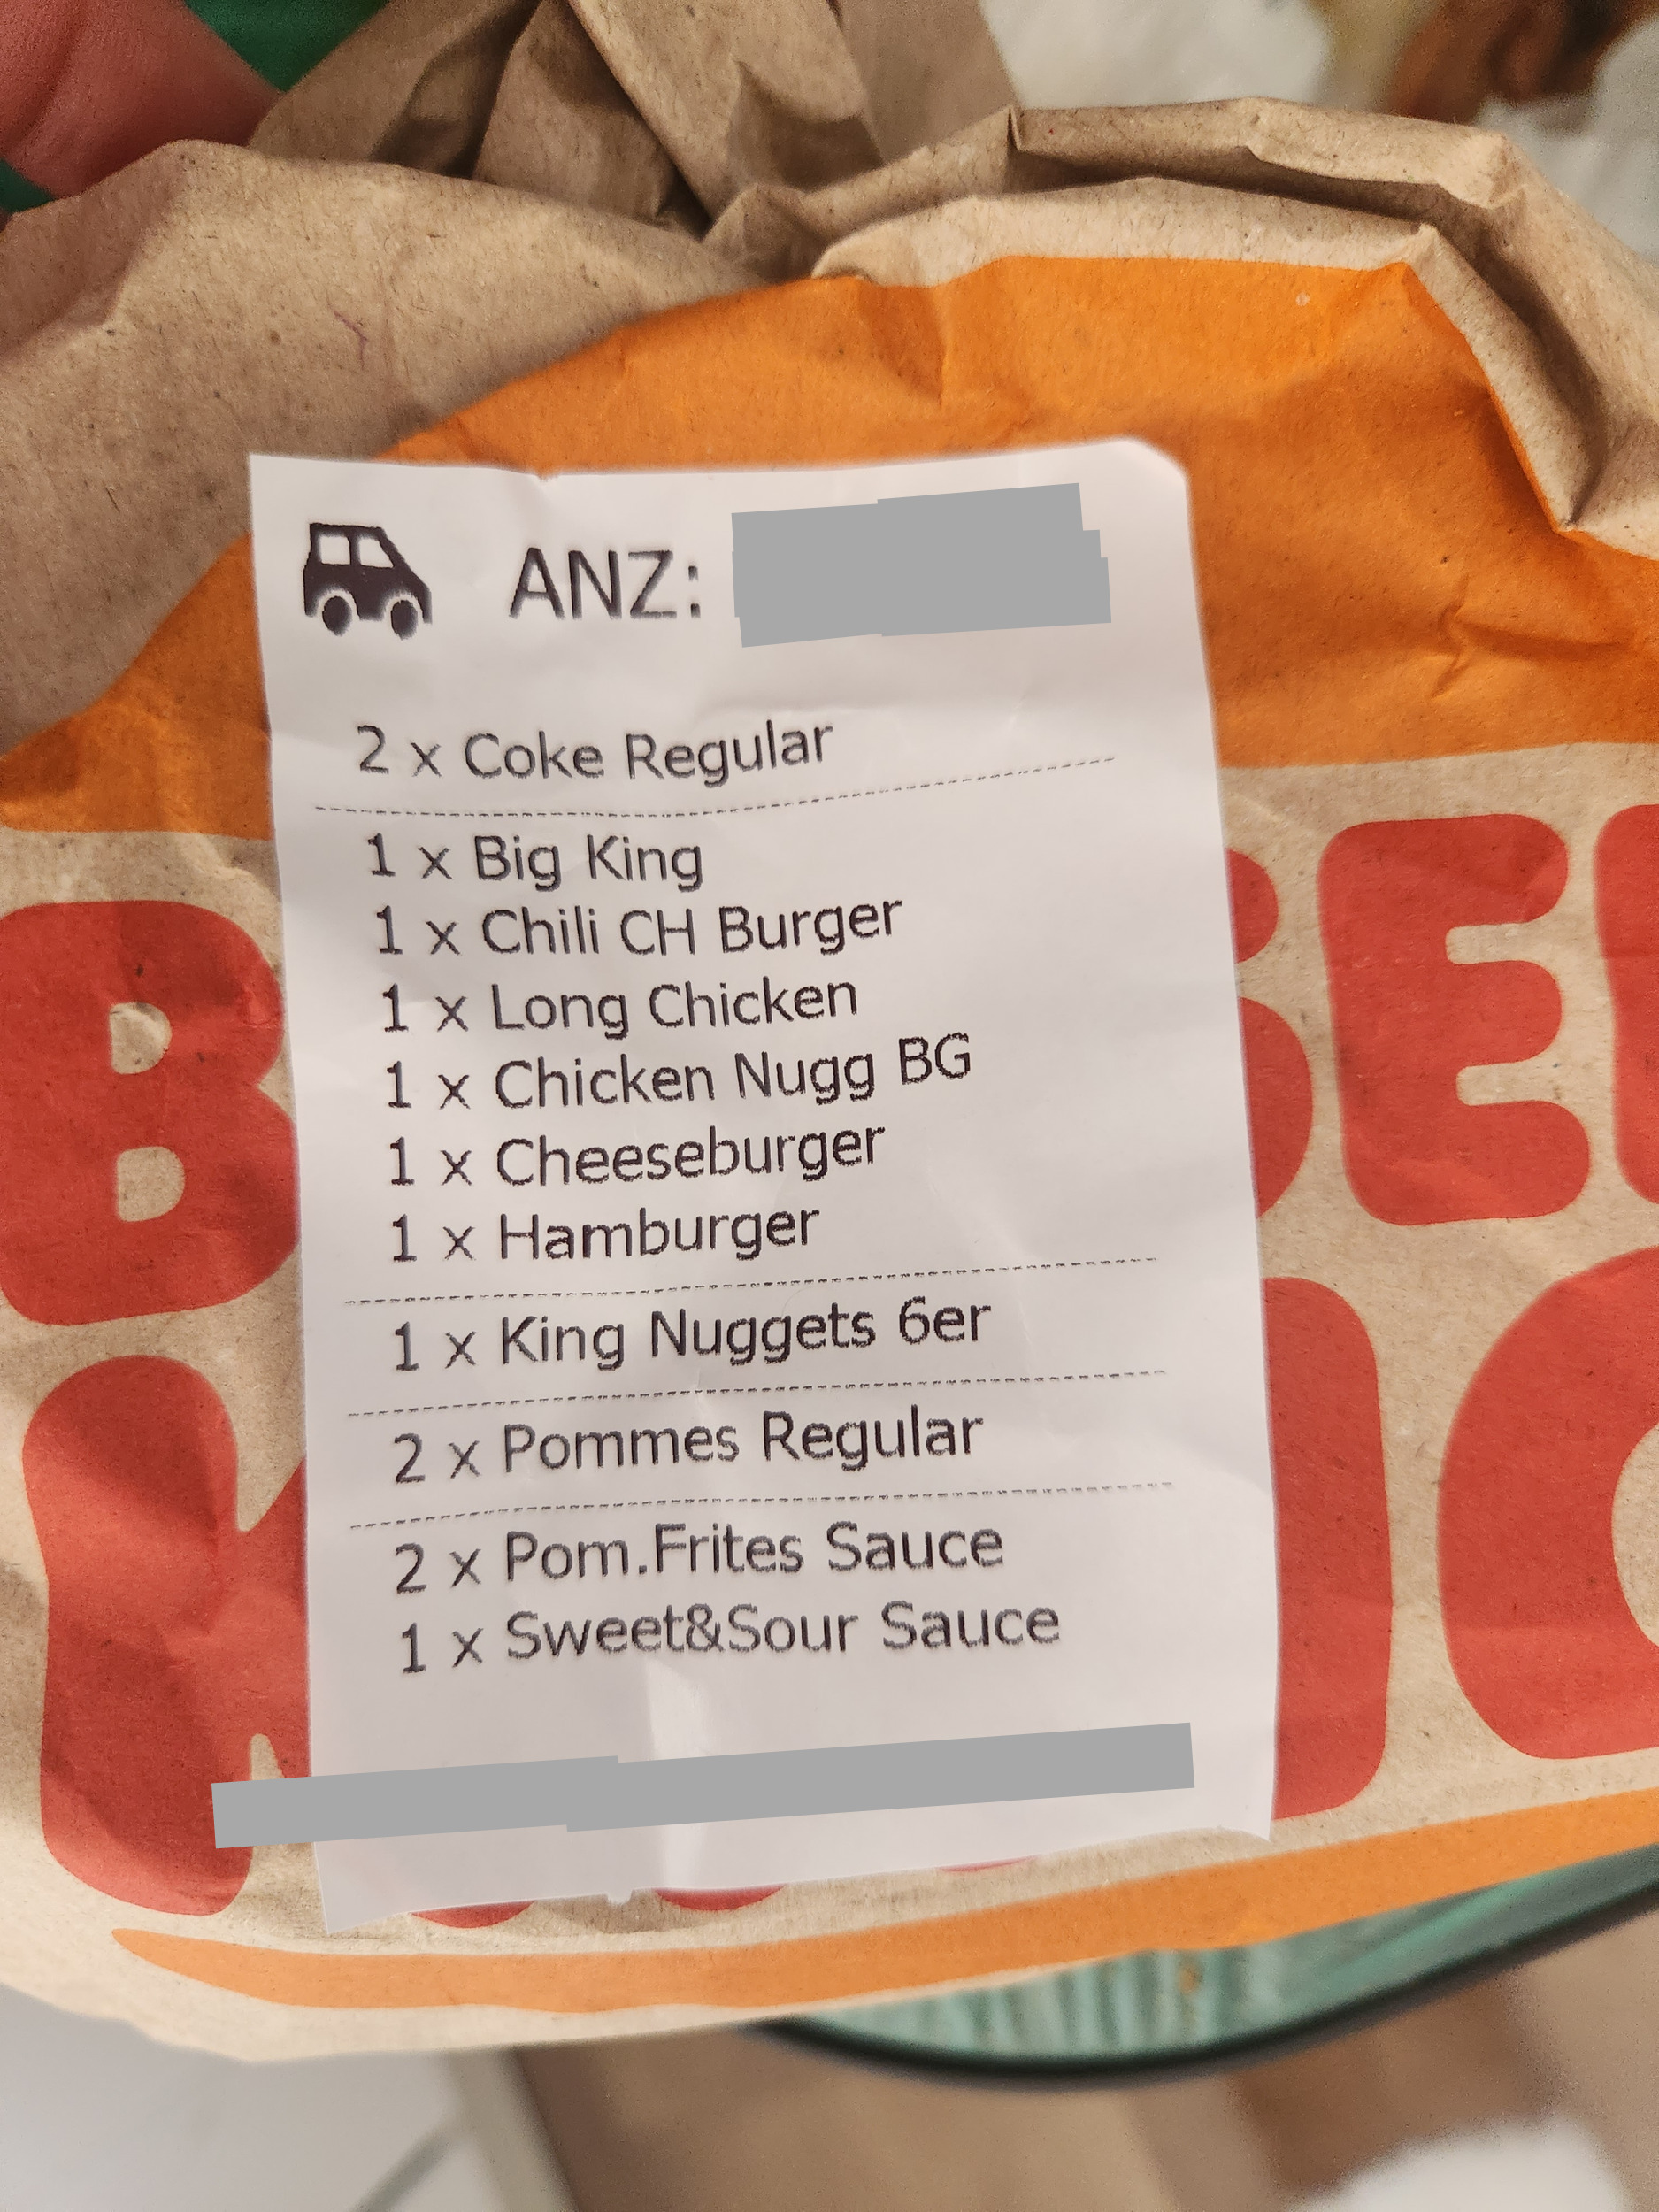 ANZ:
2 x Coke Regular
1 x Big King
1 x Chili CH Burger
1 x Long Chicken
1 x Chicken Nugg BG
1 x Cheeseburger
1 x Hamburger
1 x King Nuggets 6er
2 x Pommes Regular
2 x Pom.Frites Sauce
1 x Sweet&Sour Sauce